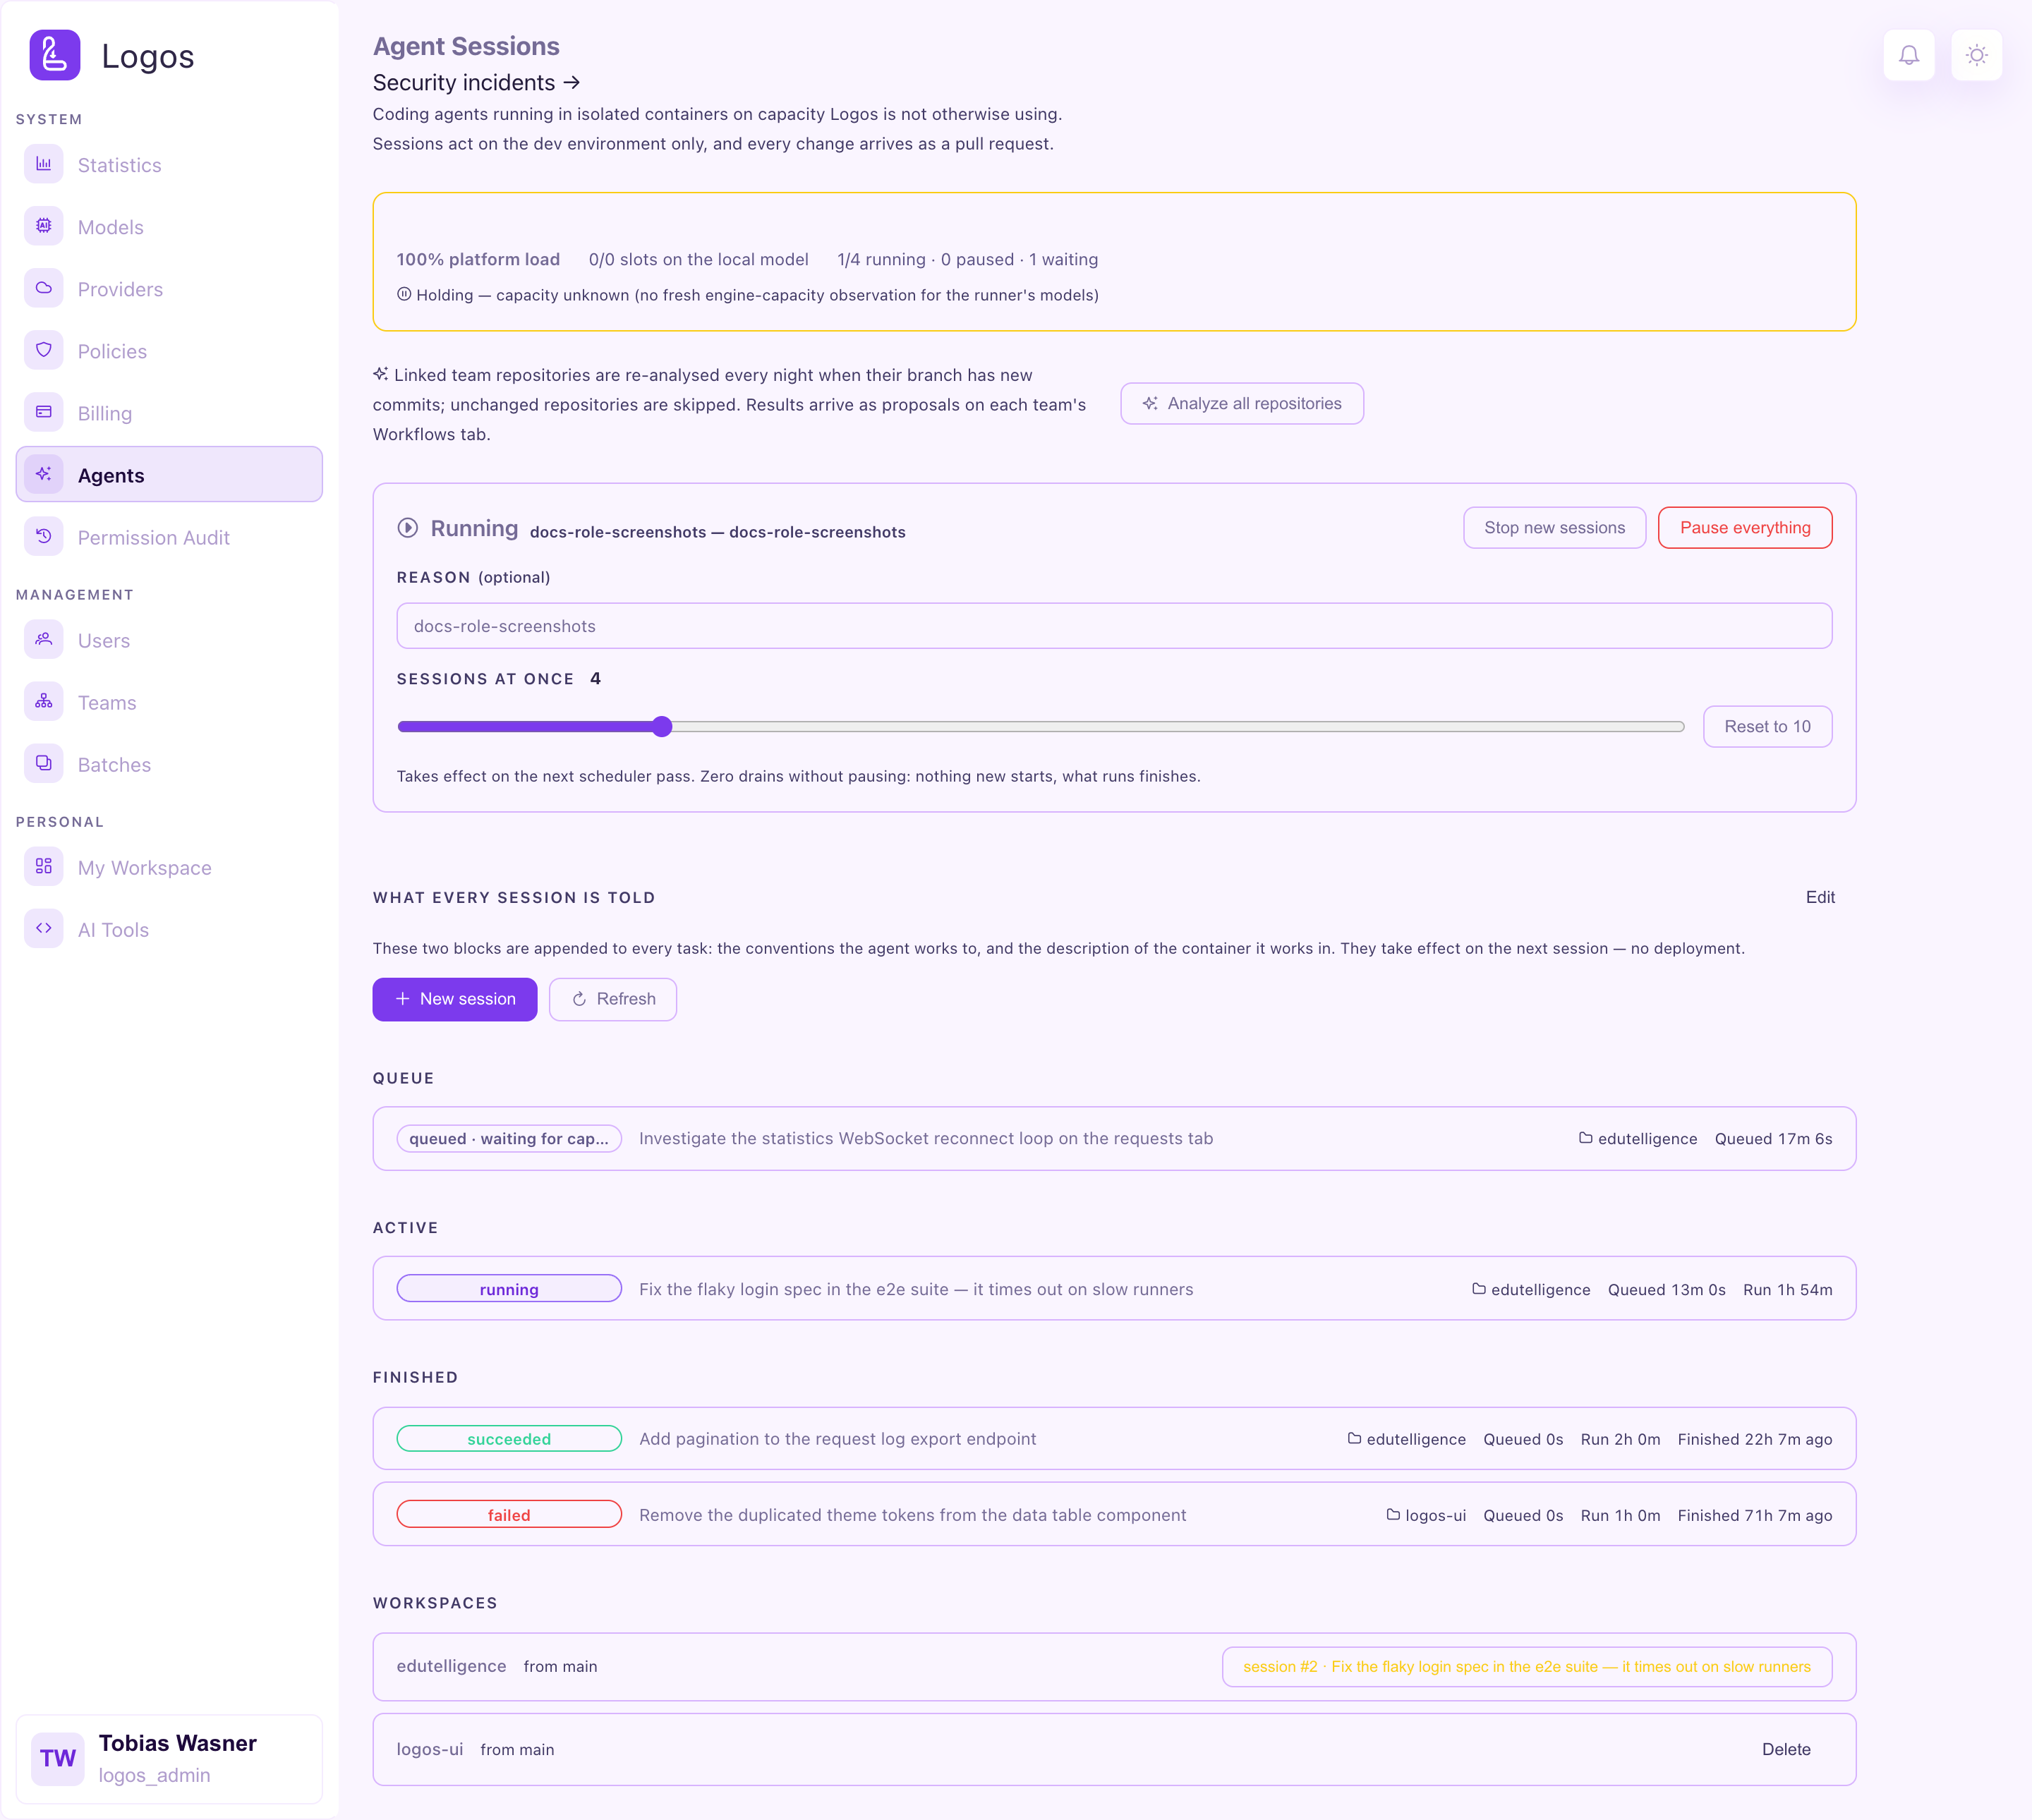 Logos
SYSTEM
Statistics
Models
Providers
Policies
Billing
Agents
Permission Audit
MANAGEMENT
Users
Teams
Batches
PERSONAL
My Workspace
AI Tools
TW
Tobias Wasner
logos_admin
Agent Sessions
Security incidents →
Coding agents running in isolated containers on capacity Logos is not otherwise using.
Sessions act on the dev environment only, and every change arrives as a pull request.
100% platform load 0/0 slots on the local model 1/4 running · 0 paused · 1 waiting
Holding — capacity unknown (no fresh engine-capacity observation for the runner's models)
Linked team repositories are re-analysed every night when their branch has new
commits; unchanged repositories are skipped. Results arrive as proposals on each team's
Workflows tab.
Analyze all repositories
Running docs-role-screenshots — docs-role-screenshots
Stop new sessions
Pause everything
REASON (optional)
docs-role-screenshots
SESSIONS AT ONCE 4
Reset to 10
Takes effect on the next scheduler pass. Zero drains without pausing: nothing new starts, what runs finishes.
WHAT EVERY SESSION IS TOLD
Edit
These two blocks are appended to every task: the conventions the agent works to, and the description of the container it works in. They take effect on the next session — no deployment.
New session
Refresh
QUEUE
queued · waiting for cap... Investigate the statistics WebSocket reconnect loop on the requests tab edutelligence Queued 17m 6s
ACTIVE
running Fix the flaky login spec in the e2e suite — it times out on slow runners edutelligence Queued 13m 0s Run 1h 54m
FINISHED
succeeded Add pagination to the request log export endpoint edutelligence Queued 0s Run 2h 0m Finished 22h 7m ago
failed Remove the duplicated theme tokens from the data table component logos-ui Queued 0s Run 1h 0m Finished 71h 7m ago
WORKSPACES
edutelligence from main session #2 · Fix the flaky login spec in the e2e suite — it times out on slow runners
logos-ui from main Delete